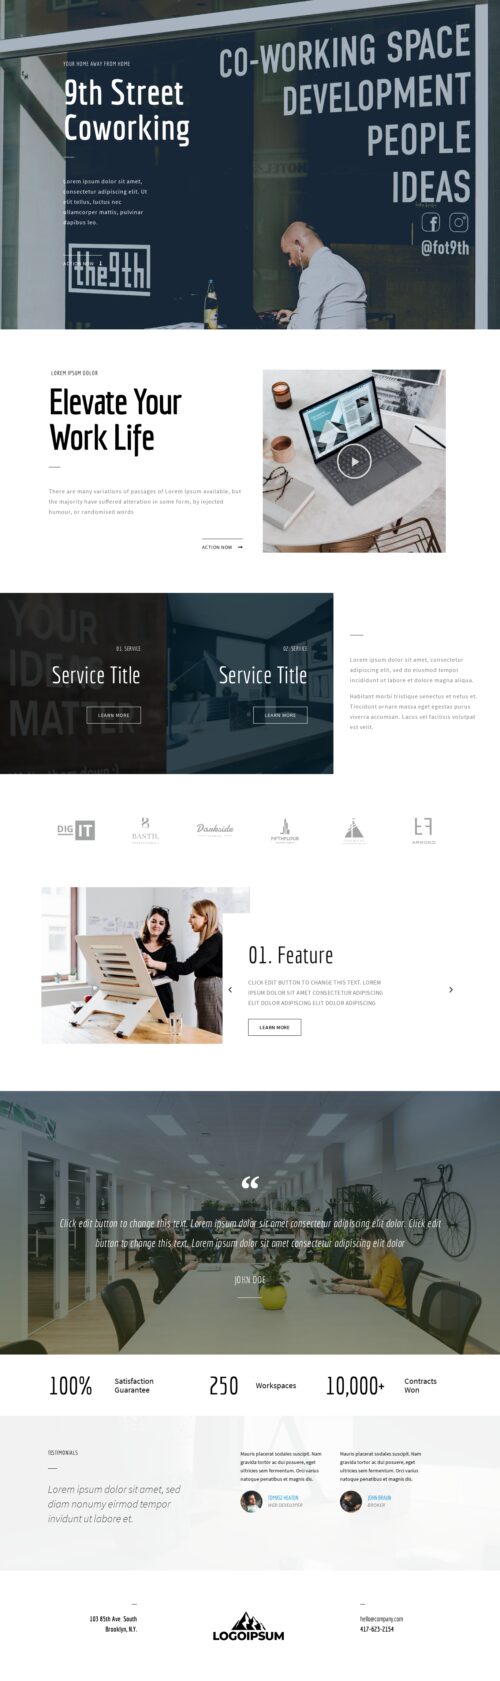 YOUR HOME AWAY FROM HOME
9th Street
Coworking
Lorem ipsum dolor sit amet,
consectetur adipiscing elit. Ut
elit tellus, luctus nec
ullamcorper mattis, pulvinar
dapibus leo.
ACTION NOW
the9th
CO-WORKING SPACE
DEVELOPMENT
PEOPLE
IDEAS
@fot9th
LOREM IPSUM DOLOR
Elevate Your
Work Life
There are many variations of passages of Lorem Ipsum available, but
the majority have suffered alteration in some form, by injected
humour, or randomised words
ACTION NOW
YOUR
IDEAS
MATTER
01. SERVICE
Service Title
LEARN MORE
02. SERVICE
Service Title
LEARN MORE
Lorem ipsum dolor sit amet, consectetur
adipiscing elit, sed do eiusmod tempor
incididunt ut labore et dolore magna aliqua.
Habitant morbi tristique senectus et netus et.
Tincidunt ornare massa eget egestas purus
viverra accumsan. Lacus vel facilisis volutpat
est velit.
DIGIT
BASTIL
Darkside
FIFTHFLOUR
01. Feature
CLICK EDIT BUTTON TO CHANGE THIS TEXT. LOREM
IPSUM DOLOR SIT AMET CONSECTETUR ADIPISCING
ELIT DOLOR ADIPISCING ELIT DOLOR ADIPISCING
LEARN MORE
“
Click edit button to change this text. Lorem ipsum dolor sit amet consectetur adipiscing elit dolor. Click edit
button to change this text. Lorem ipsum dolor sit amet consectetur adipiscing elit dolor
JOHN DOE
100%
Satisfaction
Guarantee
250
Workspaces
10,000+
Contracts
Won
TESTIMONIALS
Lorem ipsum dolor sit amet, sed
diam nonumy eirmod tempor
invidunt ut labore et.
Mauris placerat sodales suscipit. Nam
gravida tortor ac dui posuere, eget
ultricies sem fermentum. Orci varius
natoque penatibus et magnis dis.
TOMASZ HEATON
WEB DEVELOPER
Mauris placerat sodales suscipit. Nam
gravida tortor ac dui posuere, eget
ultricies sem fermentum. Orci varius
natoque penatibus et magnis dis.
JOHN BRAUN
BROKER
103 85th Ave. South
Brooklyn, N.Y.
LOGOIPSUM
hello@company.com
417-623-2154